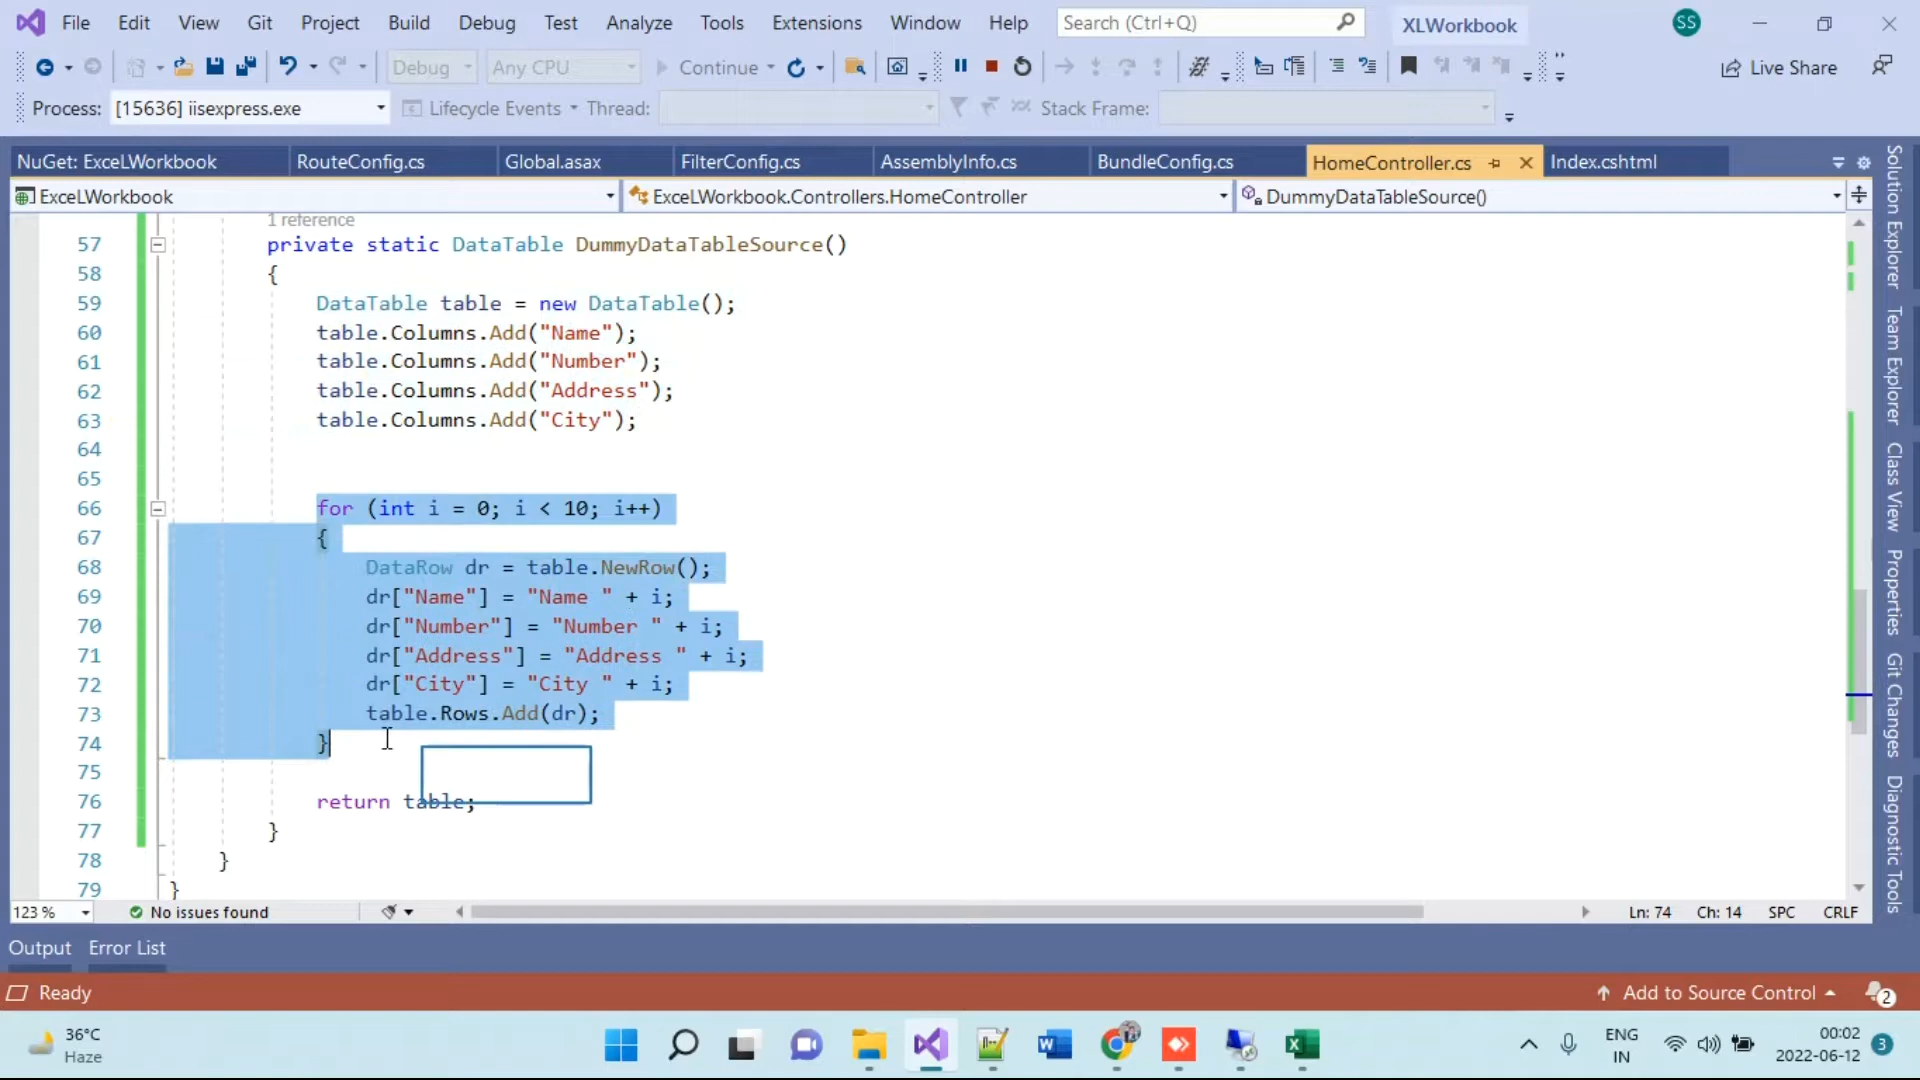 File Edit View Git Project Build Debug Test Analyze Tools Extensions Window Help Search (Ctrl+Q) XLWorkbook SS
Debug Any CPU Continue Live Share
Process: [15636] iisexpress.exe Lifecycle Events Thread: Stack Frame:
NuGet: ExceLWorkbook RouteConfig.cs Global.asax FilterConfig.cs AssemblyInfo.cs BundleConfig.cs HomeController.cs Index.cshtml
ExceLWorkbook ExceLWorkbook.Controllers.HomeController DummyDataTableSource()
1 reference
57 private static DataTable DummyDataTableSource()
58 {
59 DataTable table = new DataTable();
60 table.Columns.Add("Name");
61 table.Columns.Add("Number");
62 table.Columns.Add("Address");
63 table.Columns.Add("City");
64
65
66 for (int i = 0; i < 10; i++)
67 {
68 DataRow dr = table.NewRow();
69 dr["Name"] = "Name " + i;
70 dr["Number"] = "Number " + i;
71 dr["Address"] = "Address " + i;
72 dr["City"] = "City " + i;
73 table.Rows.Add(dr);
74 }
75
76 return table;
77 }
78 }
79 }
123 % No issues found Ln: 74 Ch: 14 SPC CRLF
Solution Explorer
Team Explorer
Class View
Properties
Git Changes
Diagnostic Tools
Output Error List
Ready Add to Source Control 2
36°C
Haze
ENG
IN
00:02
2022-06-12
3